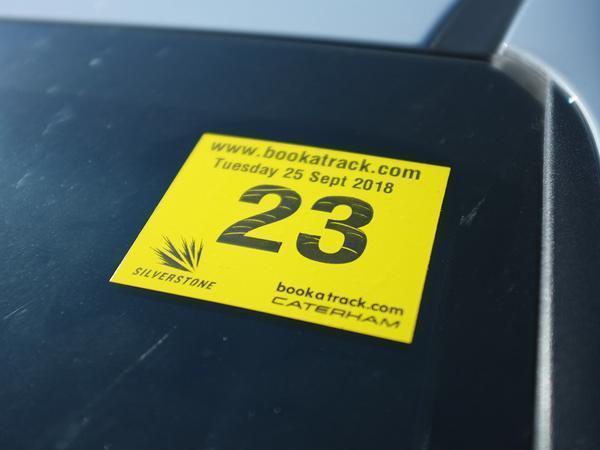 www.bookatrack.com
Tuesday 25 Sept 2018
23
SILVERSTONE
bookatrack.com
CATERHAM